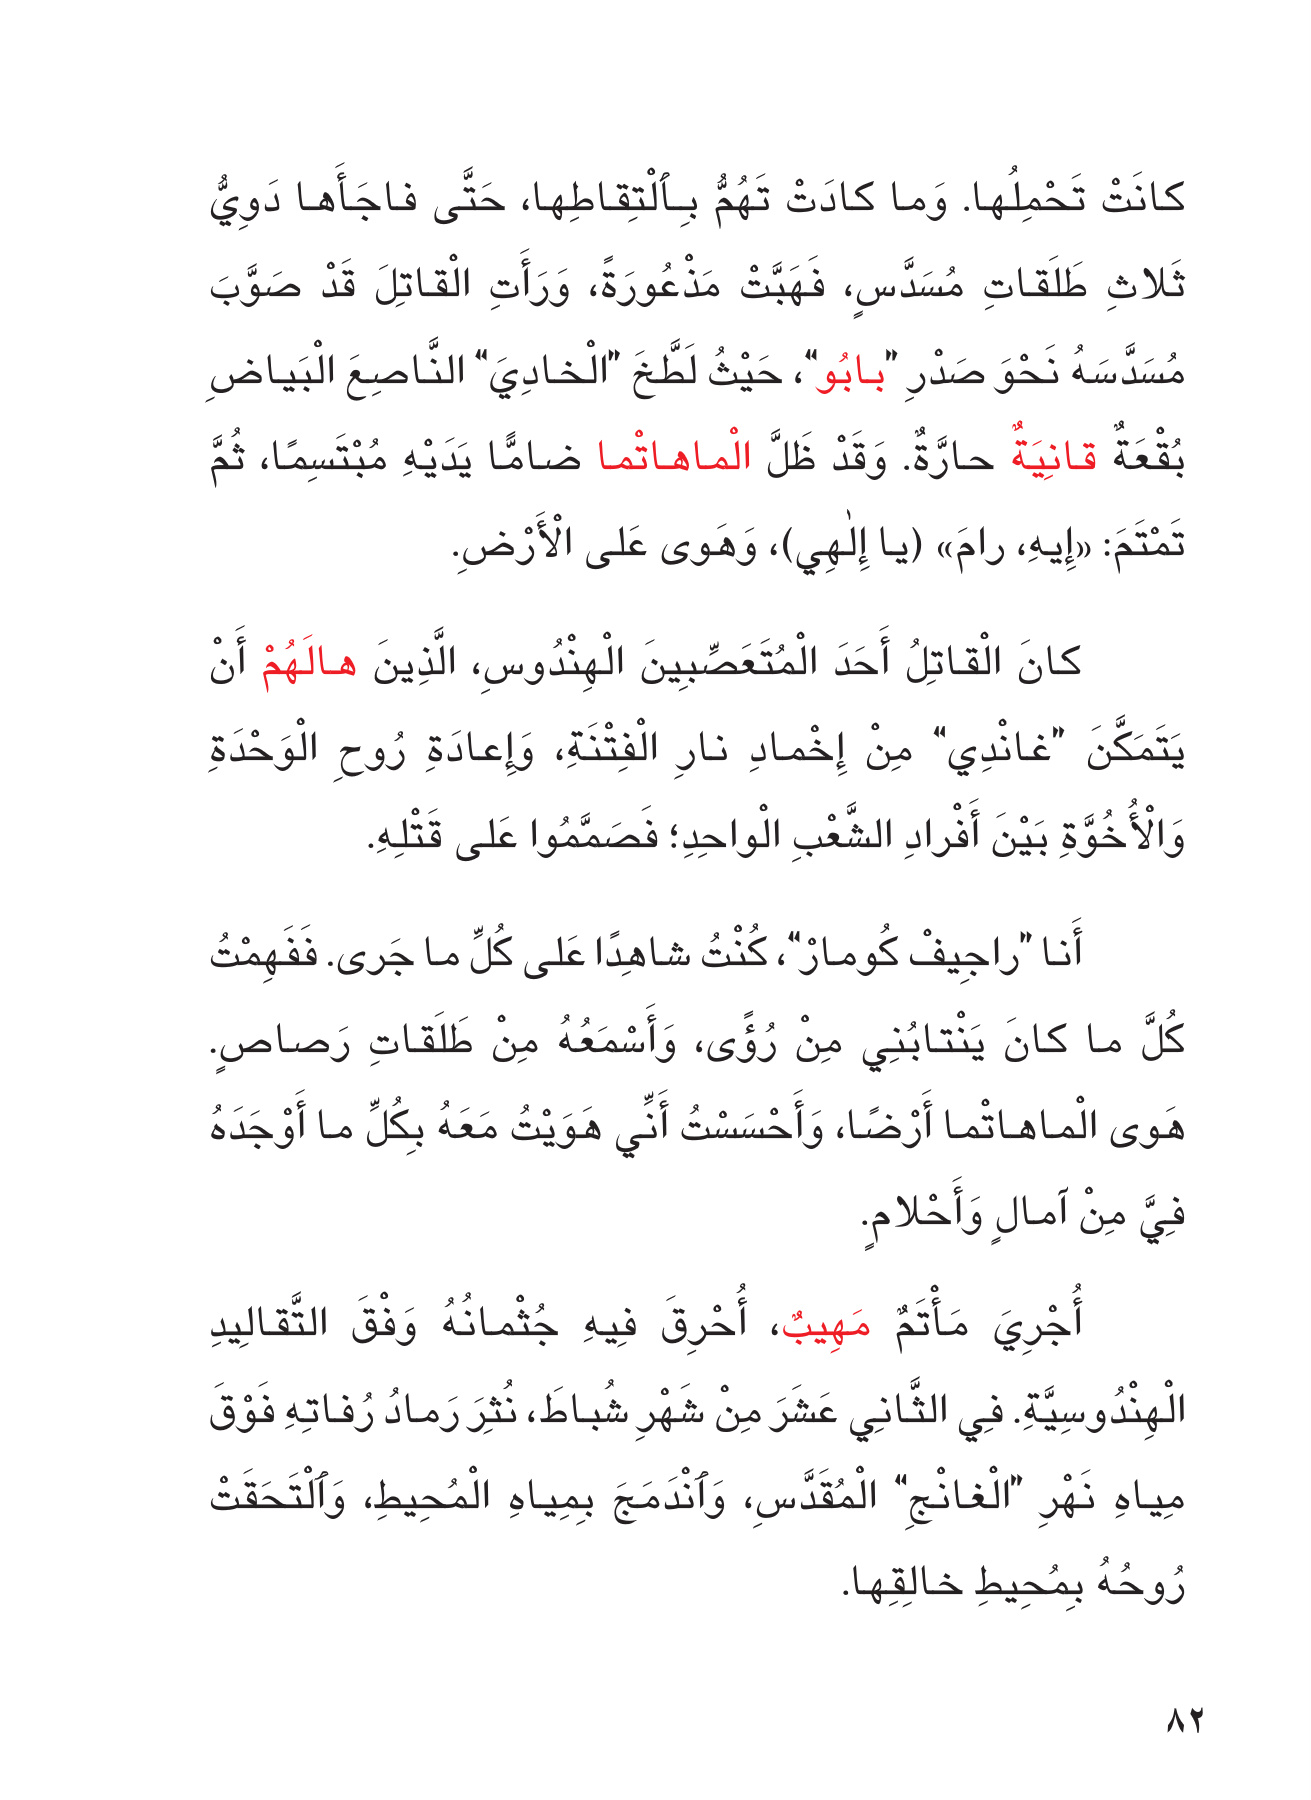 كانَتْ تَحْمِلُها. وَما كادَتْ تَهُمُّ بِٱلْتِقاطِها، حَتَّى فاجَأَها دَوِيُّ
ثَلاثِ طَلَقاتِ مُسَدَّسٍ، فَهَبَّتْ مَذْعُورَةً، وَرَأَتِ الْقاتِلَ قَدْ صَوَّبَ
مُسَدَّسَهُ نَحْوَ صَدْرِ "بابُو"، حَيْثُ لَطَّخَ "الْخادِيَ" النَّاصِعَ الْبَياضِ
بُقْعَةٌ قانِيَةٌ حارَّةٌ. وَقَدْ ظَلَّ الْماهاتْما ضامًّا يَدَيْهِ مُبْتَسِمًا، ثُمَّ
تَمْتَمَ: «إِيهِ، رامَ» (يا إِلٰهِي)، وَهَوى عَلى الْأَرْضِ.
كانَ الْقاتِلُ أَحَدَ الْمُتَعَصِّبِينَ الْهِنْدُوسِ، الَّذِينَ هالَهُمْ أَنْ
يَتَمَكَّنَ "غانْدِي" مِنْ إِخْمادِ نارِ الْفِتْنَةِ، وَإِعادَةِ رُوحِ الْوَحْدَةِ
وَالْأُخُوَّةِ بَيْنَ أَفْرادِ الشَّعْبِ الْواحِدِ؛ فَصَمَّمُوا عَلى قَتْلِهِ.
أَنا "راجِيفْ كُومارْ"، كُنْتُ شاهِدًا عَلى كُلِّ ما جَرى. فَفَهِمْتُ
كُلَّ ما كانَ يَنْتابُنِي مِنْ رُؤًى، وَأَسْمَعُهُ مِنْ طَلَقاتِ رَصاصٍ.
هَوى الْماهاتْما أَرْضًا، وَأَحْسَسْتُ أَنِّي هَوَيْتُ مَعَهُ بِكُلِّ ما أَوْجَدَهُ
فِيَّ مِنْ آمالٍ وَأَحْلامٍ.
أُجْرِيَ مَأْتَمٌ مَهِيبٌ، أُحْرِقَ فِيهِ جُثْمانُهُ وَفْقَ التَّقالِيدِ
الْهِنْدُوسِيَّةِ. فِي الثَّانِي عَشَرَ مِنْ شَهْرِ شُباطَ، نُثِرَ رَمادُ رُفاتِهِ فَوْقَ
مِياهِ نَهْرِ "الْغانْجِ" الْمُقَدَّسِ، وَٱنْدَمَجَ بِمِياهِ الْمُحِيطِ، وَٱلْتَحَقَتْ
رُوحُهُ بِمُحِيطِ خالِقِها.
٨٢